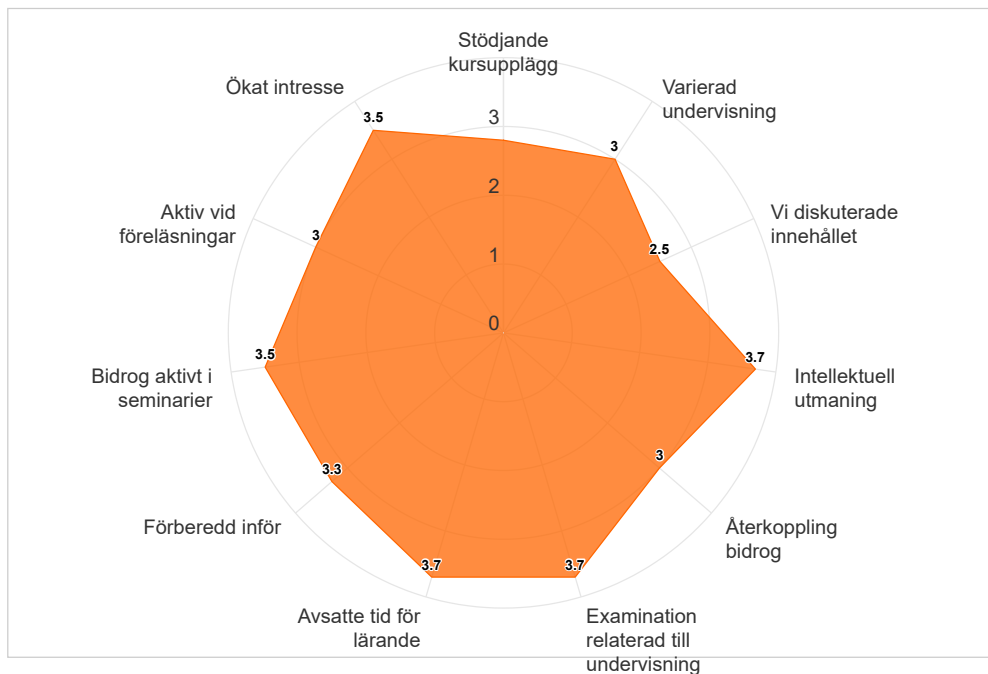 Stödjande
kursupplägg
Varierad
undervisning
Vi diskuterade
innehållet
Intellektuell
utmaning
Återkoppling
bidrog
Examination
relaterad till
undervisning
Avsatte tid för
lärande
Förberedd inför
Bidrog aktivt i
seminarier
Aktiv vid
föreläsningar
Ökat intresse
3
2
1
0
3
2.5
3.7
3
3.7
3.7
3.3
3.5
3
3.5